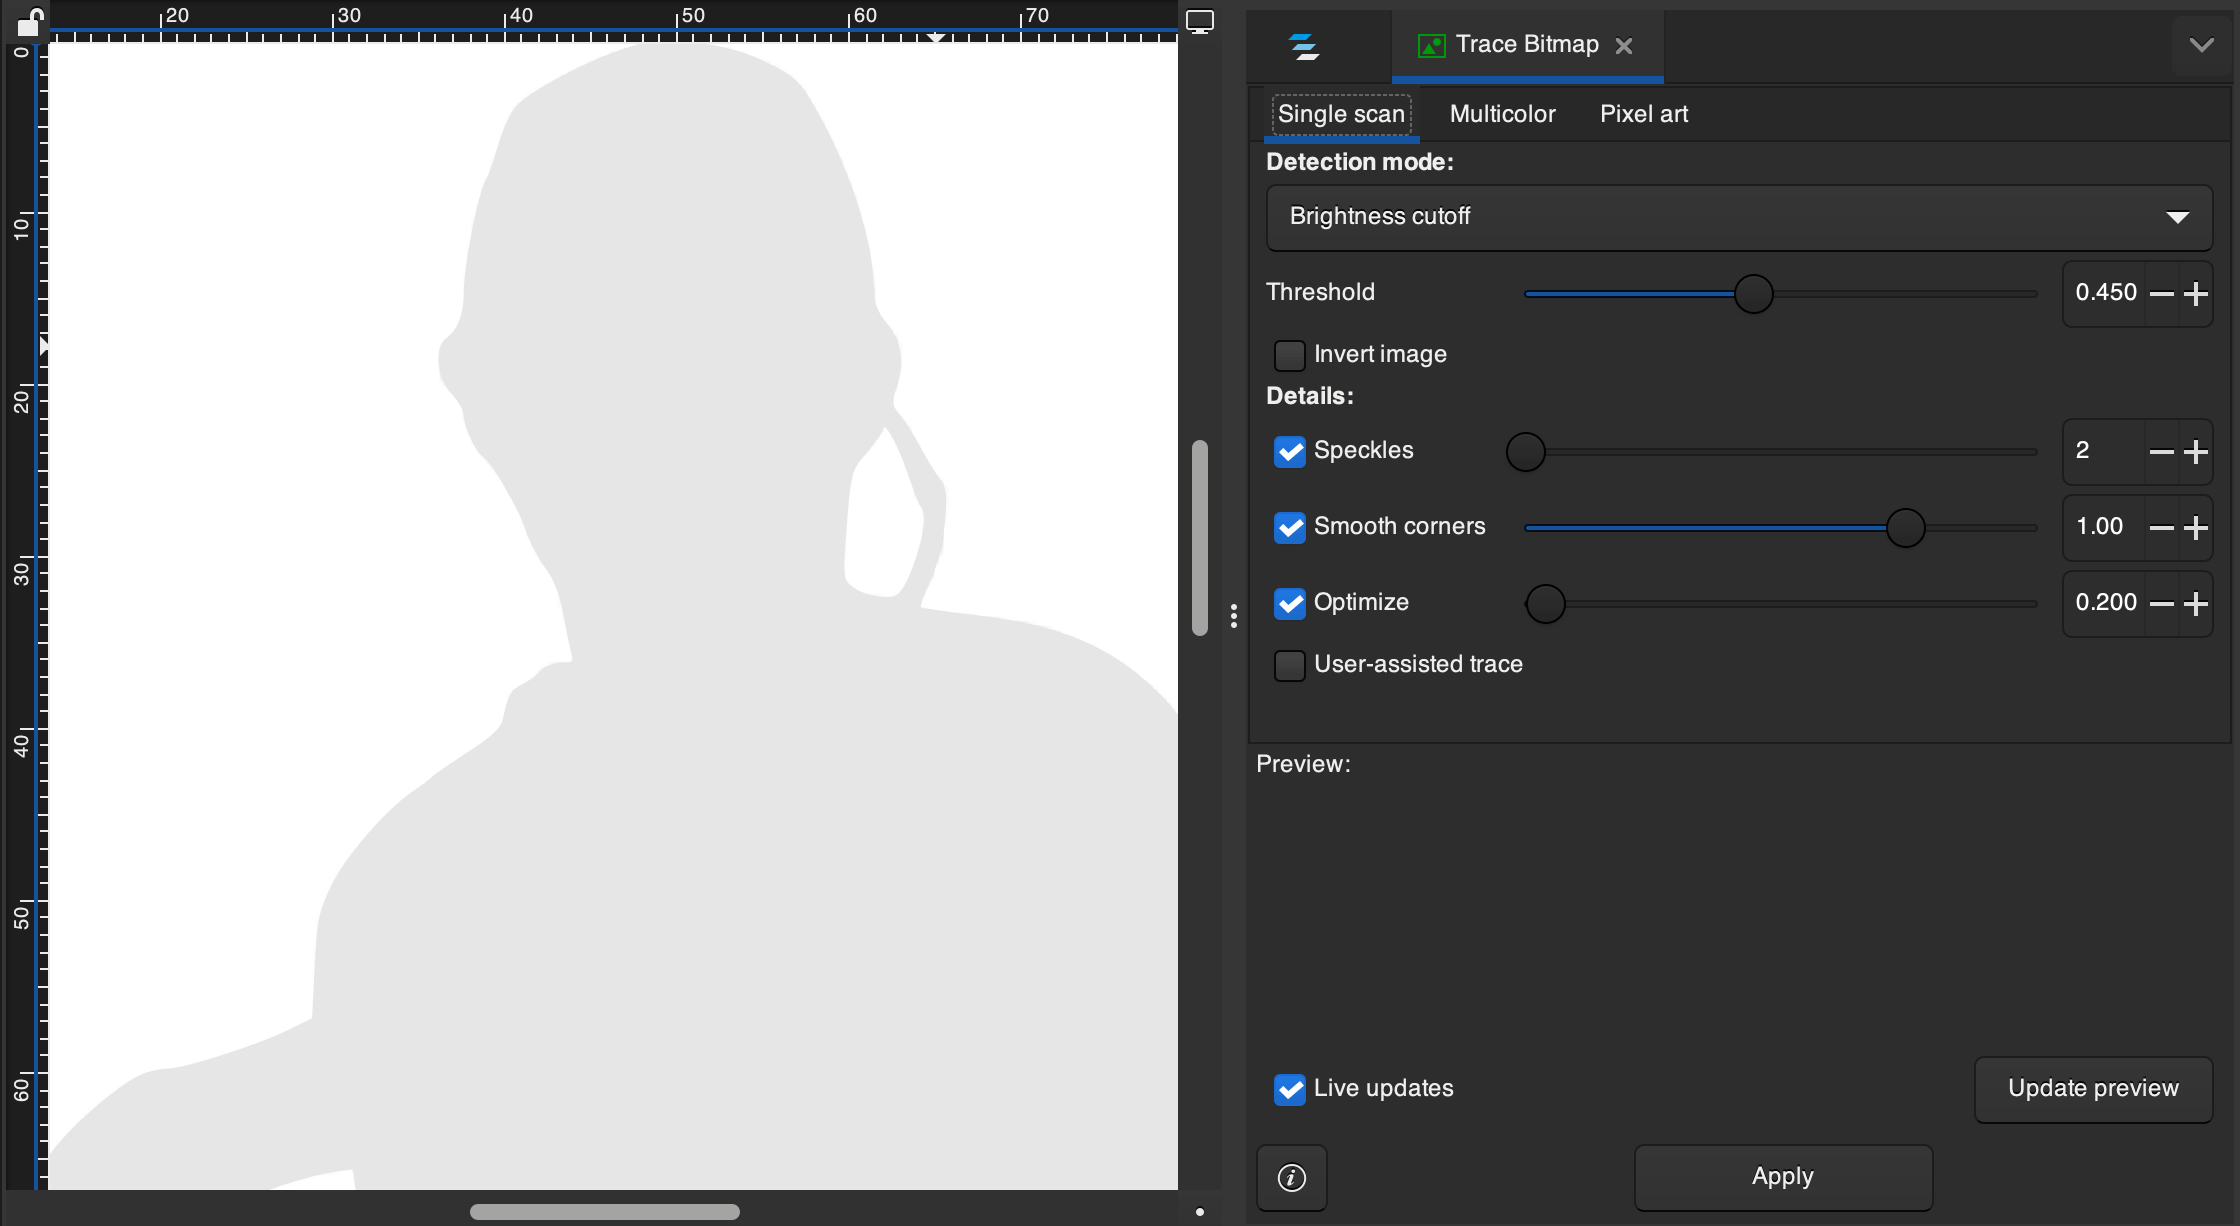 20 30 40 50 60 70
0
10
20
30
40
50
60
Trace Bitmap
Single scan Multicolor Pixel art
Detection mode:
Brightness cutoff
Threshold 0.450
Invert image
Details:
Speckles 2
Smooth corners 1.00
Optimize 0.200
User-assisted trace
Preview:
Live updates Update preview
Apply